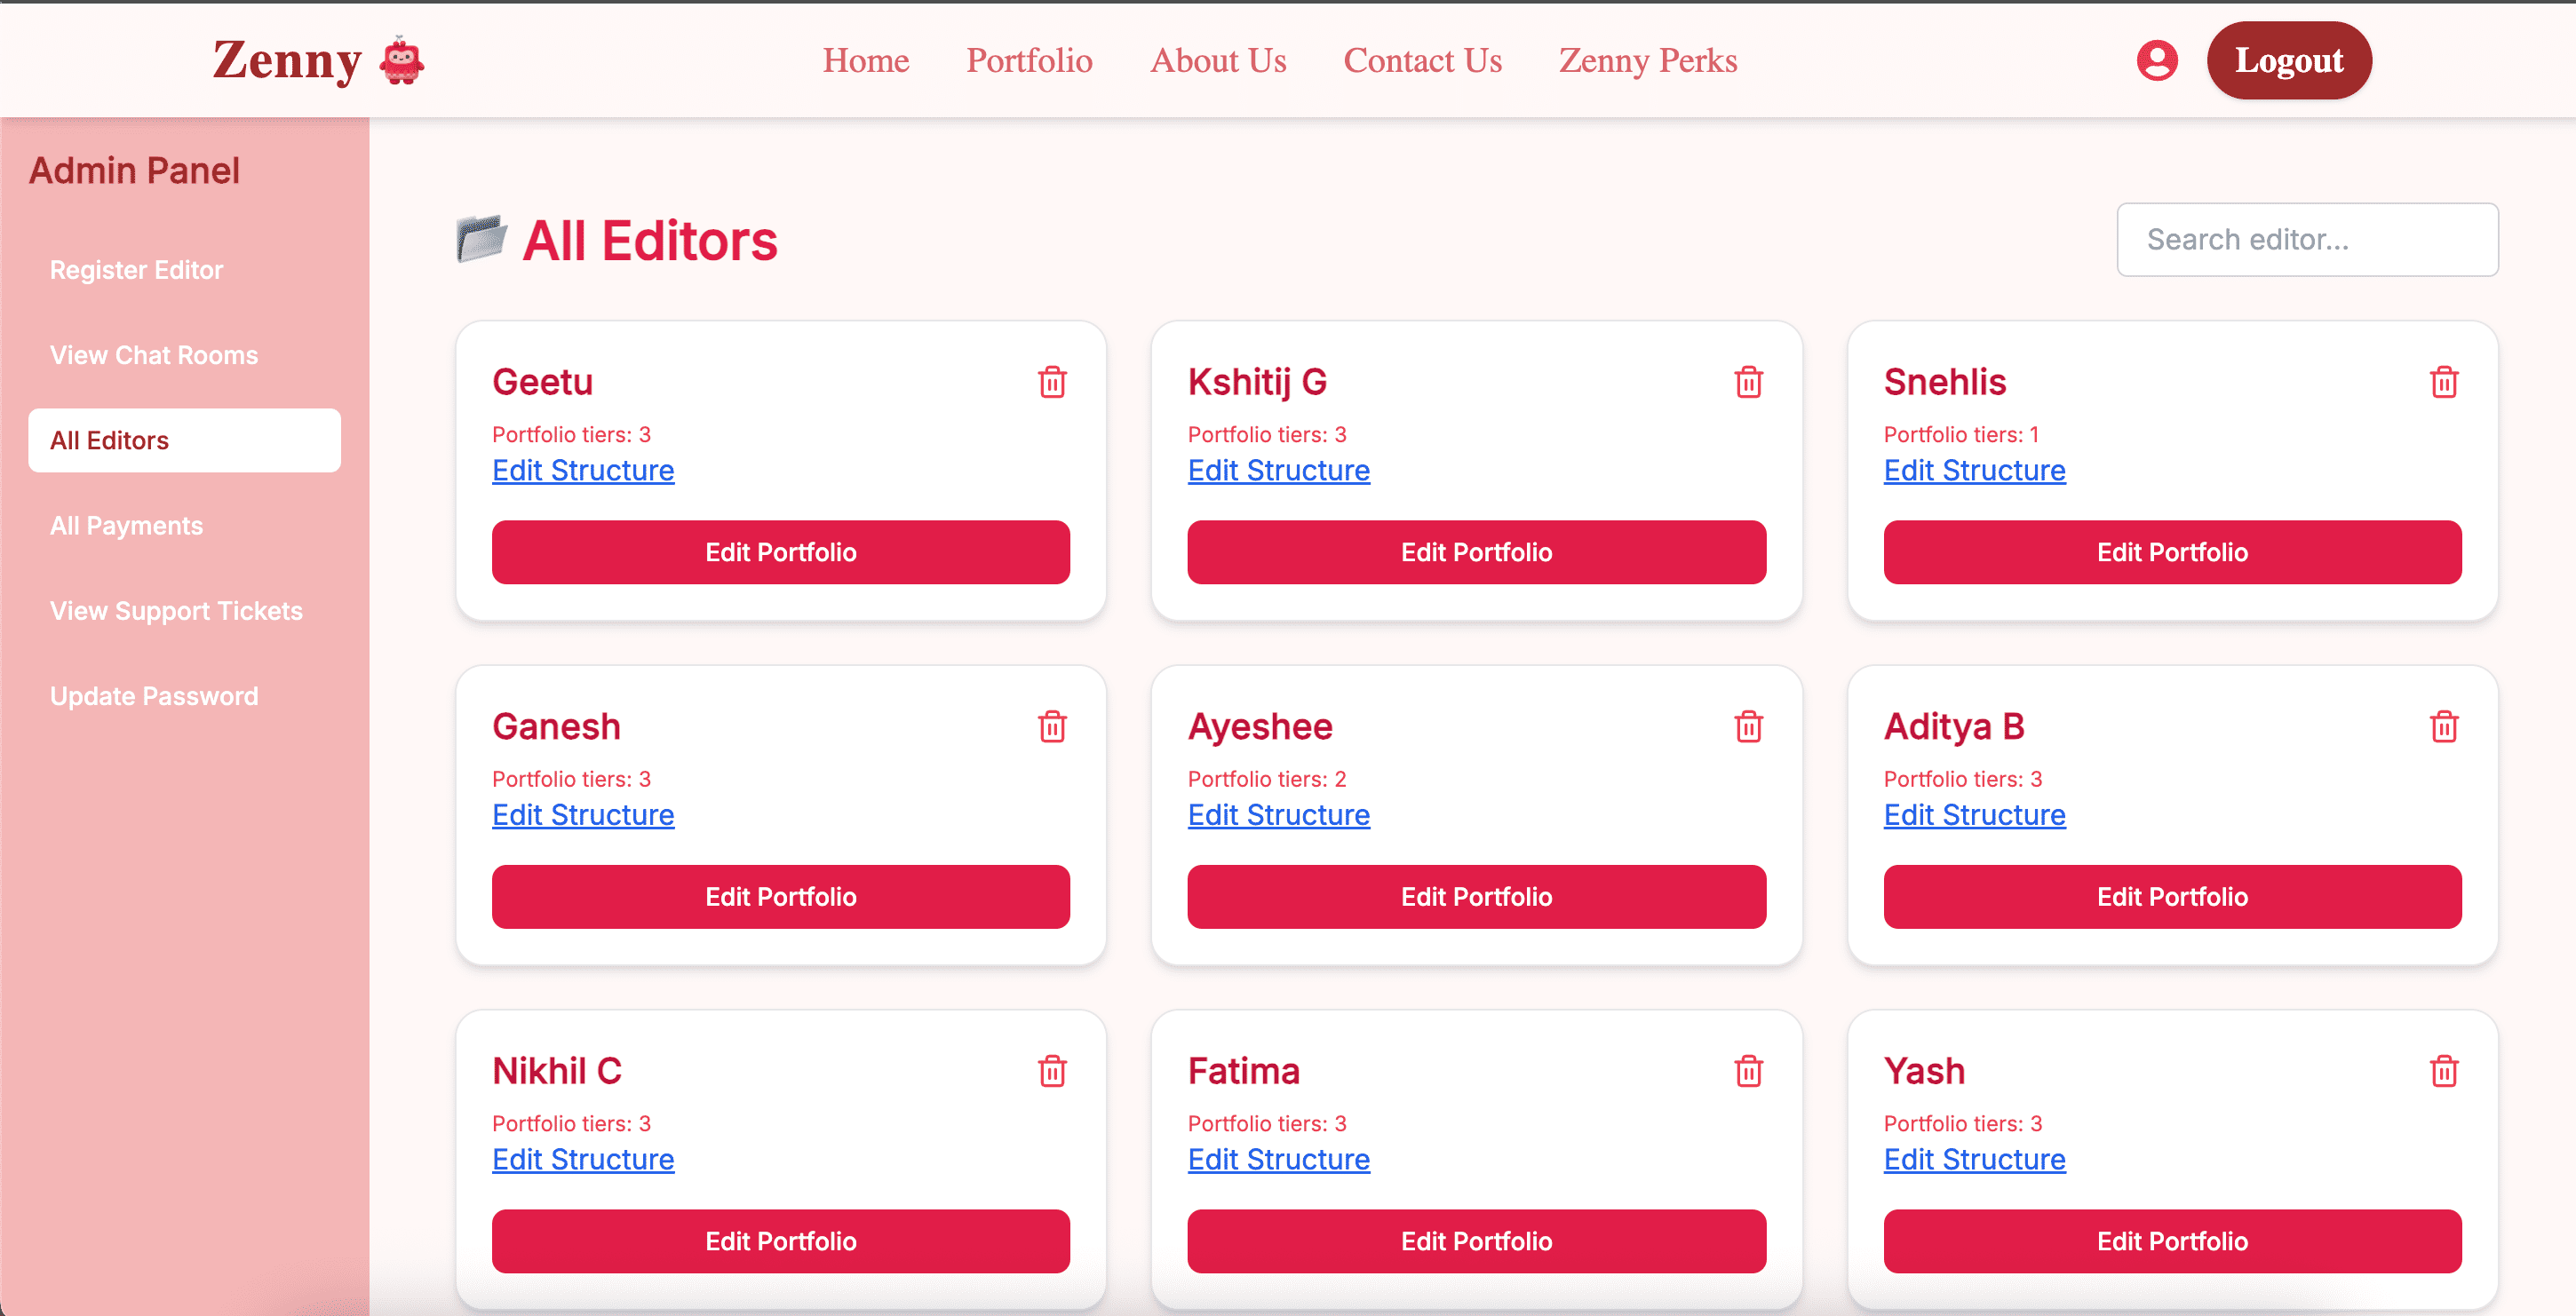 Zenny
Home Portfolio About Us Contact Us Zenny Perks
Logout
Admin Panel
Register Editor
View Chat Rooms
All Editors
All Payments
View Support Tickets
Update Password
All Editors
Search editor...
Geetu
Portfolio tiers: 3
Edit Structure
Edit Portfolio
Kshitij G
Portfolio tiers: 3
Edit Structure
Edit Portfolio
Snehlis
Portfolio tiers: 1
Edit Structure
Edit Portfolio
Ganesh
Portfolio tiers: 3
Edit Structure
Edit Portfolio
Ayeshee
Portfolio tiers: 2
Edit Structure
Edit Portfolio
Aditya B
Portfolio tiers: 3
Edit Structure
Edit Portfolio
Nikhil C
Portfolio tiers: 3
Edit Structure
Edit Portfolio
Fatima
Portfolio tiers: 3
Edit Structure
Edit Portfolio
Yash
Portfolio tiers: 3
Edit Structure
Edit Portfolio